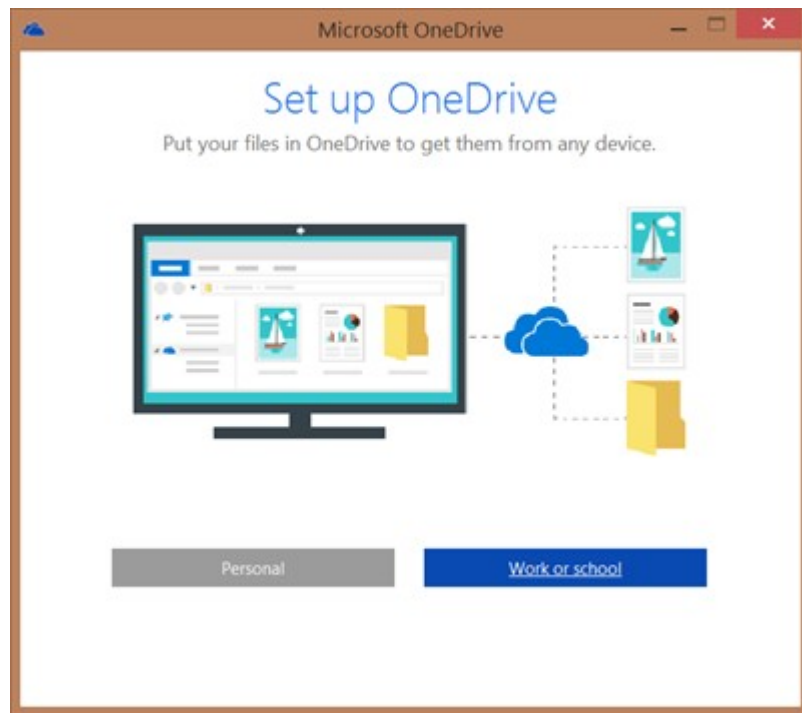 Microsoft OneDrive
Set up OneDrive
Put your files in OneDrive to get them from any device.
Personal
Work or school